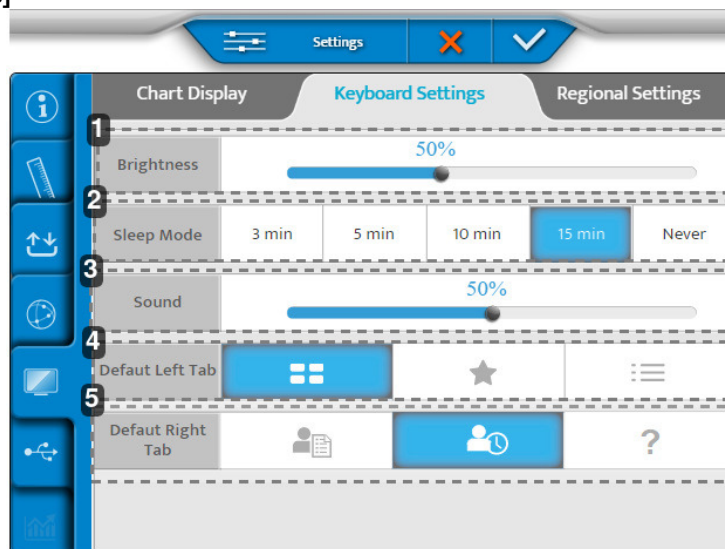 ]
Settings
Chart Display Keyboard Settings Regional Settings
1
Brightness 50%
2
Sleep Mode 3 min 5 min 10 min 15 min Never
3
Sound 50%
4
Defaut Left Tab
5
Defaut Right
Tab ?